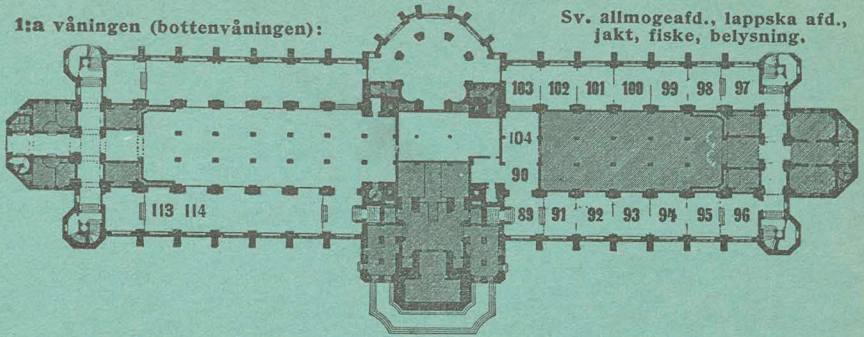 1:a våningen (bottenvåningen):
Sv. allmogeafd., lappska afd.,
jakt, fiske, belysning.
103 102 101 100 99 98 97
104
90
113 114
89 91 92 93 94 95 96